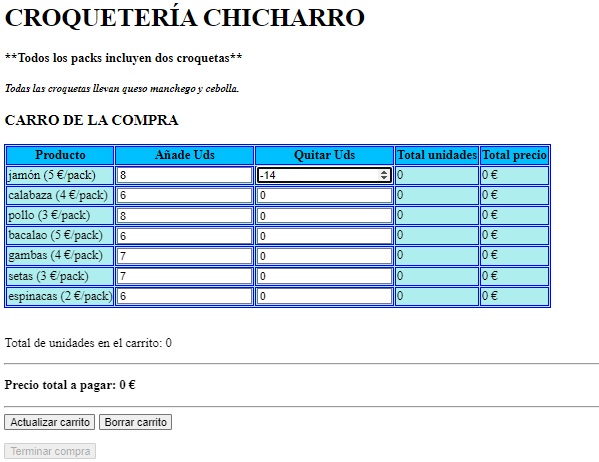 CROQUETERÍA CHICHARRO
**Todos los packs incluyen dos croquetas**
Todas las croquetas llevan queso manchego y cebolla.
CARRO DE LA COMPRA
Producto Añade Uds Quitar Uds Total unidades Total precio
jamón (5 €/pack) 8 -14 0 0 €
calabaza (4 €/pack) 6 0 0 0 €
pollo (3 €/pack) 8 0 0 0 €
bacalao (5 €/pack) 6 0 0 0 €
gambas (4 €/pack) 7 0 0 0 €
setas (3 €/pack) 7 0 0 0 €
espinacas (2 €/pack) 6 0 0 0 €
Total de unidades en el carrito: 0
Precio total a pagar: 0 €
Actualizar carrito Borrar carrito
Terminar compra